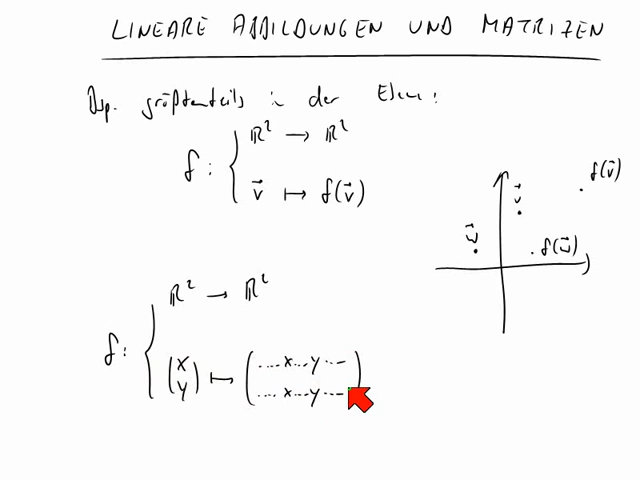 LINEARE ABBILDUNGEN UND MATRIZEN
Bsp. größtenteils in der Ebene:
f: { ℝ² → ℝ²
v⃗ ↦ f(v⃗)
f(v⃗)
v⃗
w⃗
f(w⃗)
f: { ℝ² → ℝ²
(x y) ↦ (....x...y...
....x...y...)